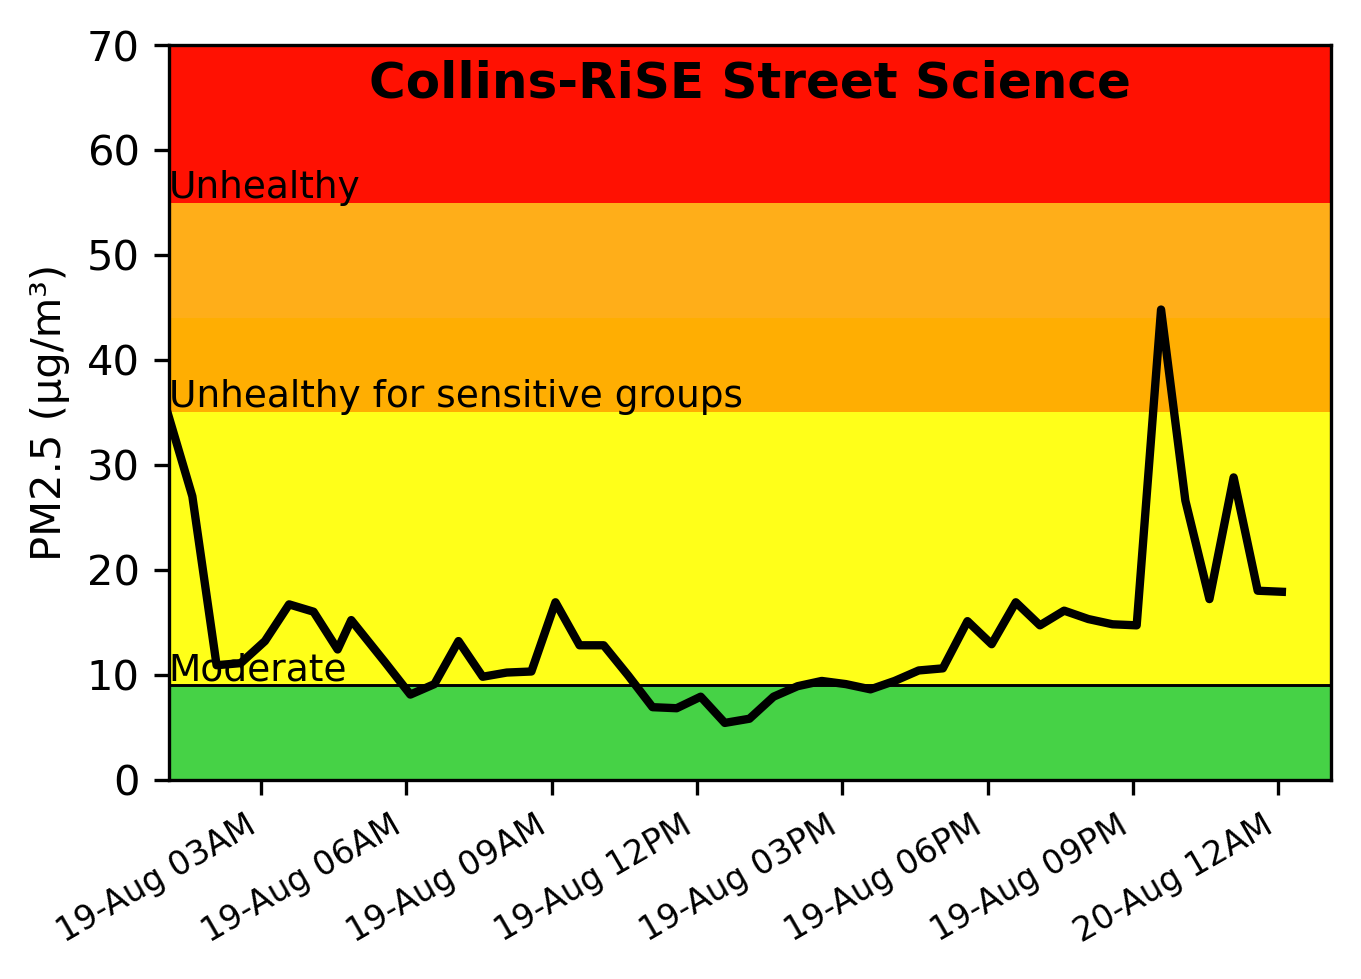 Collins-RiSE Street Science
70
60
50
40
30
20
10
0
PM2.5 (µg/m³)
Unhealthy
Unhealthy for sensitive groups
Moderate
19-Aug 03AM
19-Aug 06AM
19-Aug 09AM
19-Aug 12PM
19-Aug 03PM
19-Aug 06PM
19-Aug 09PM
20-Aug 12AM